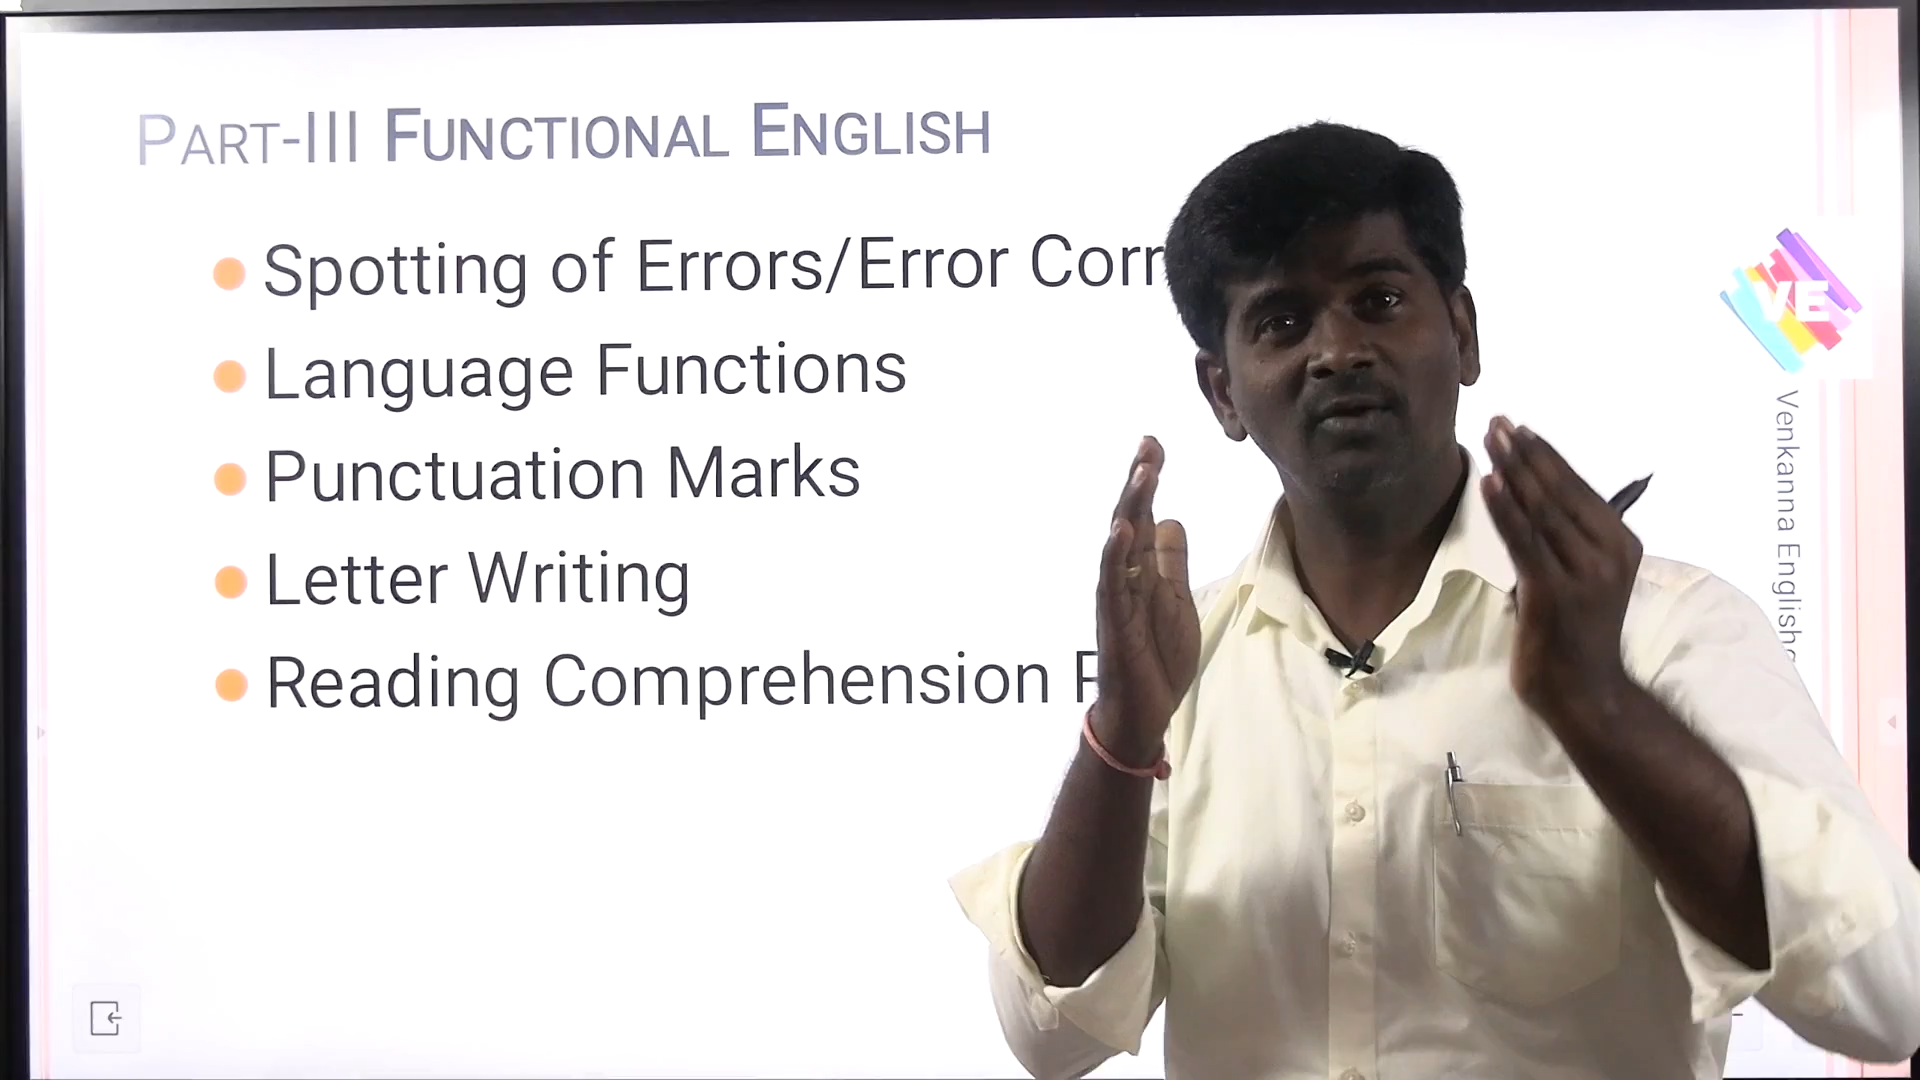 PART-III FUNCTIONAL ENGLISH
Spotting of Errors/Error Corr
Language Functions
Punctuation Marks
Letter Writing
Reading Comprehension
VE
Venkanna English